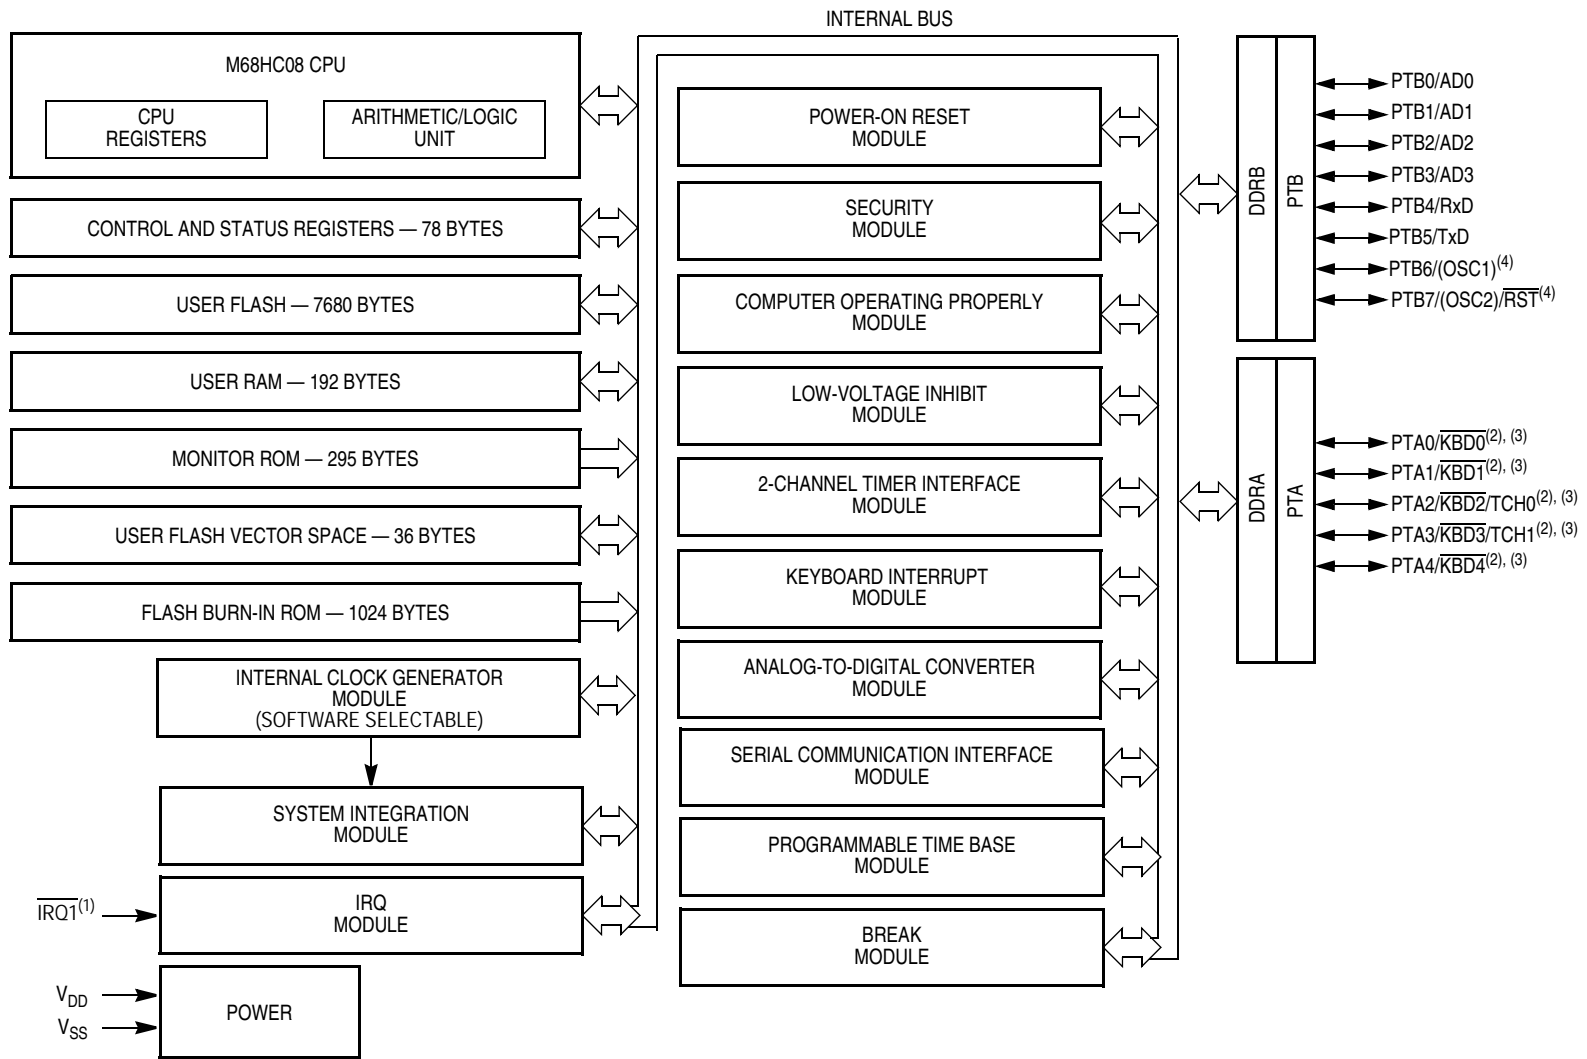 INTERNAL BUS
M68HC08 CPU
CPU
REGISTERS
ARITHMETIC/LOGIC
UNIT
CONTROL AND STATUS REGISTERS — 78 BYTES
USER FLASH — 7680 BYTES
USER RAM — 192 BYTES
MONITOR ROM — 295 BYTES
USER FLASH VECTOR SPACE — 36 BYTES
FLASH BURN-IN ROM — 1024 BYTES
INTERNAL CLOCK GENERATOR
MODULE
(SOFTWARE SELECTABLE)
SYSTEM INTEGRATION
MODULE
IRQ1(1)
IRQ
MODULE
VDD
VSS
POWER
POWER-ON RESET
MODULE
SECURITY
MODULE
COMPUTER OPERATING PROPERLY
MODULE
LOW-VOLTAGE INHIBIT
MODULE
2-CHANNEL TIMER INTERFACE
MODULE
KEYBOARD INTERRUPT
MODULE
ANALOG-TO-DIGITAL CONVERTER
MODULE
SERIAL COMMUNICATION INTERFACE
MODULE
PROGRAMMABLE TIME BASE
MODULE
BREAK
MODULE
DDRB
PTB
PTB0/AD0
PTB1/AD1
PTB2/AD2
PTB3/AD3
PTB4/RxD
PTB5/TxD
PTB6/(OSC1)(4)
PTB7/(OSC2)/RST(4)
DDRA
PTA
PTA0/KBD0(2), (3)
PTA1/KBD1(2), (3)
PTA2/KBD2/TCH0(2), (3)
PTA3/KBD3/TCH1(2), (3)
PTA4/KBD4(2), (3)